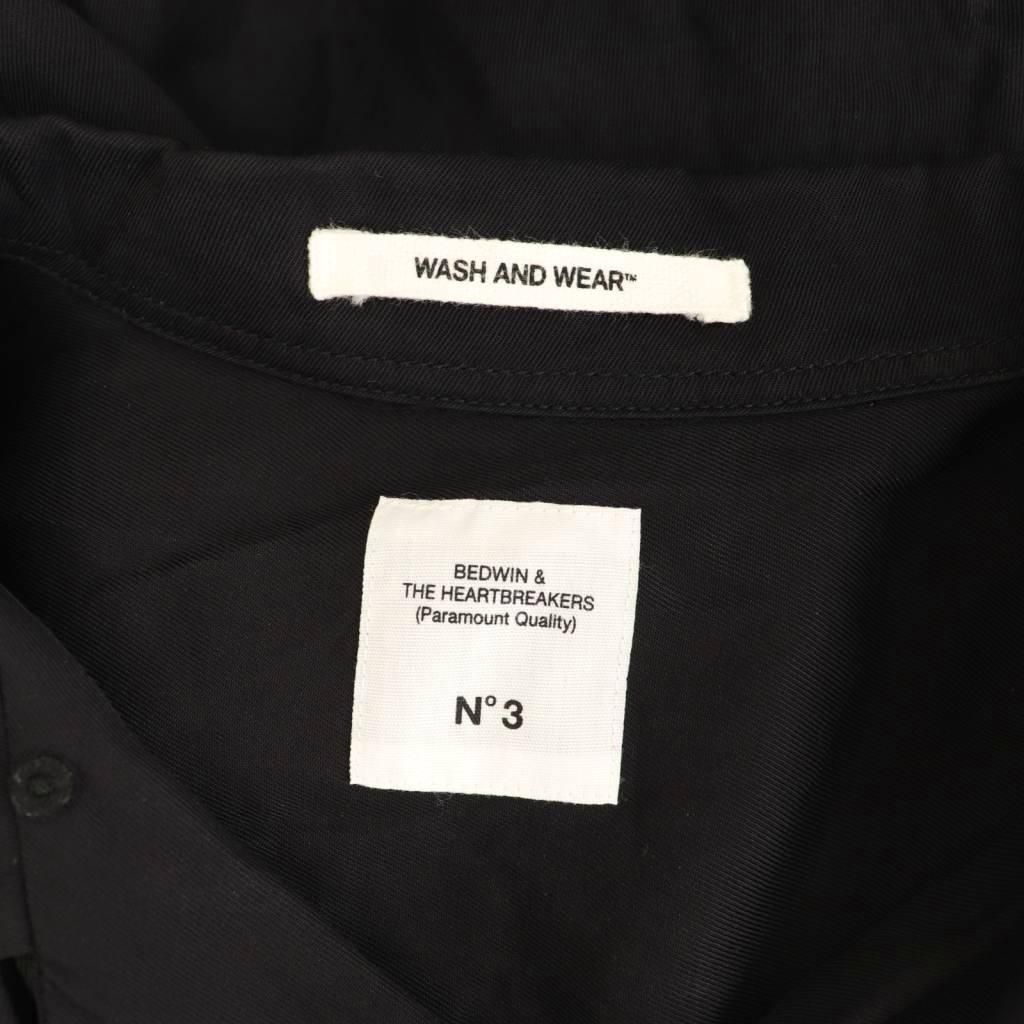 WASH AND WEAR™
BEDWIN &
THE HEARTBREAKERS
(Paramount Quality)
N° 3